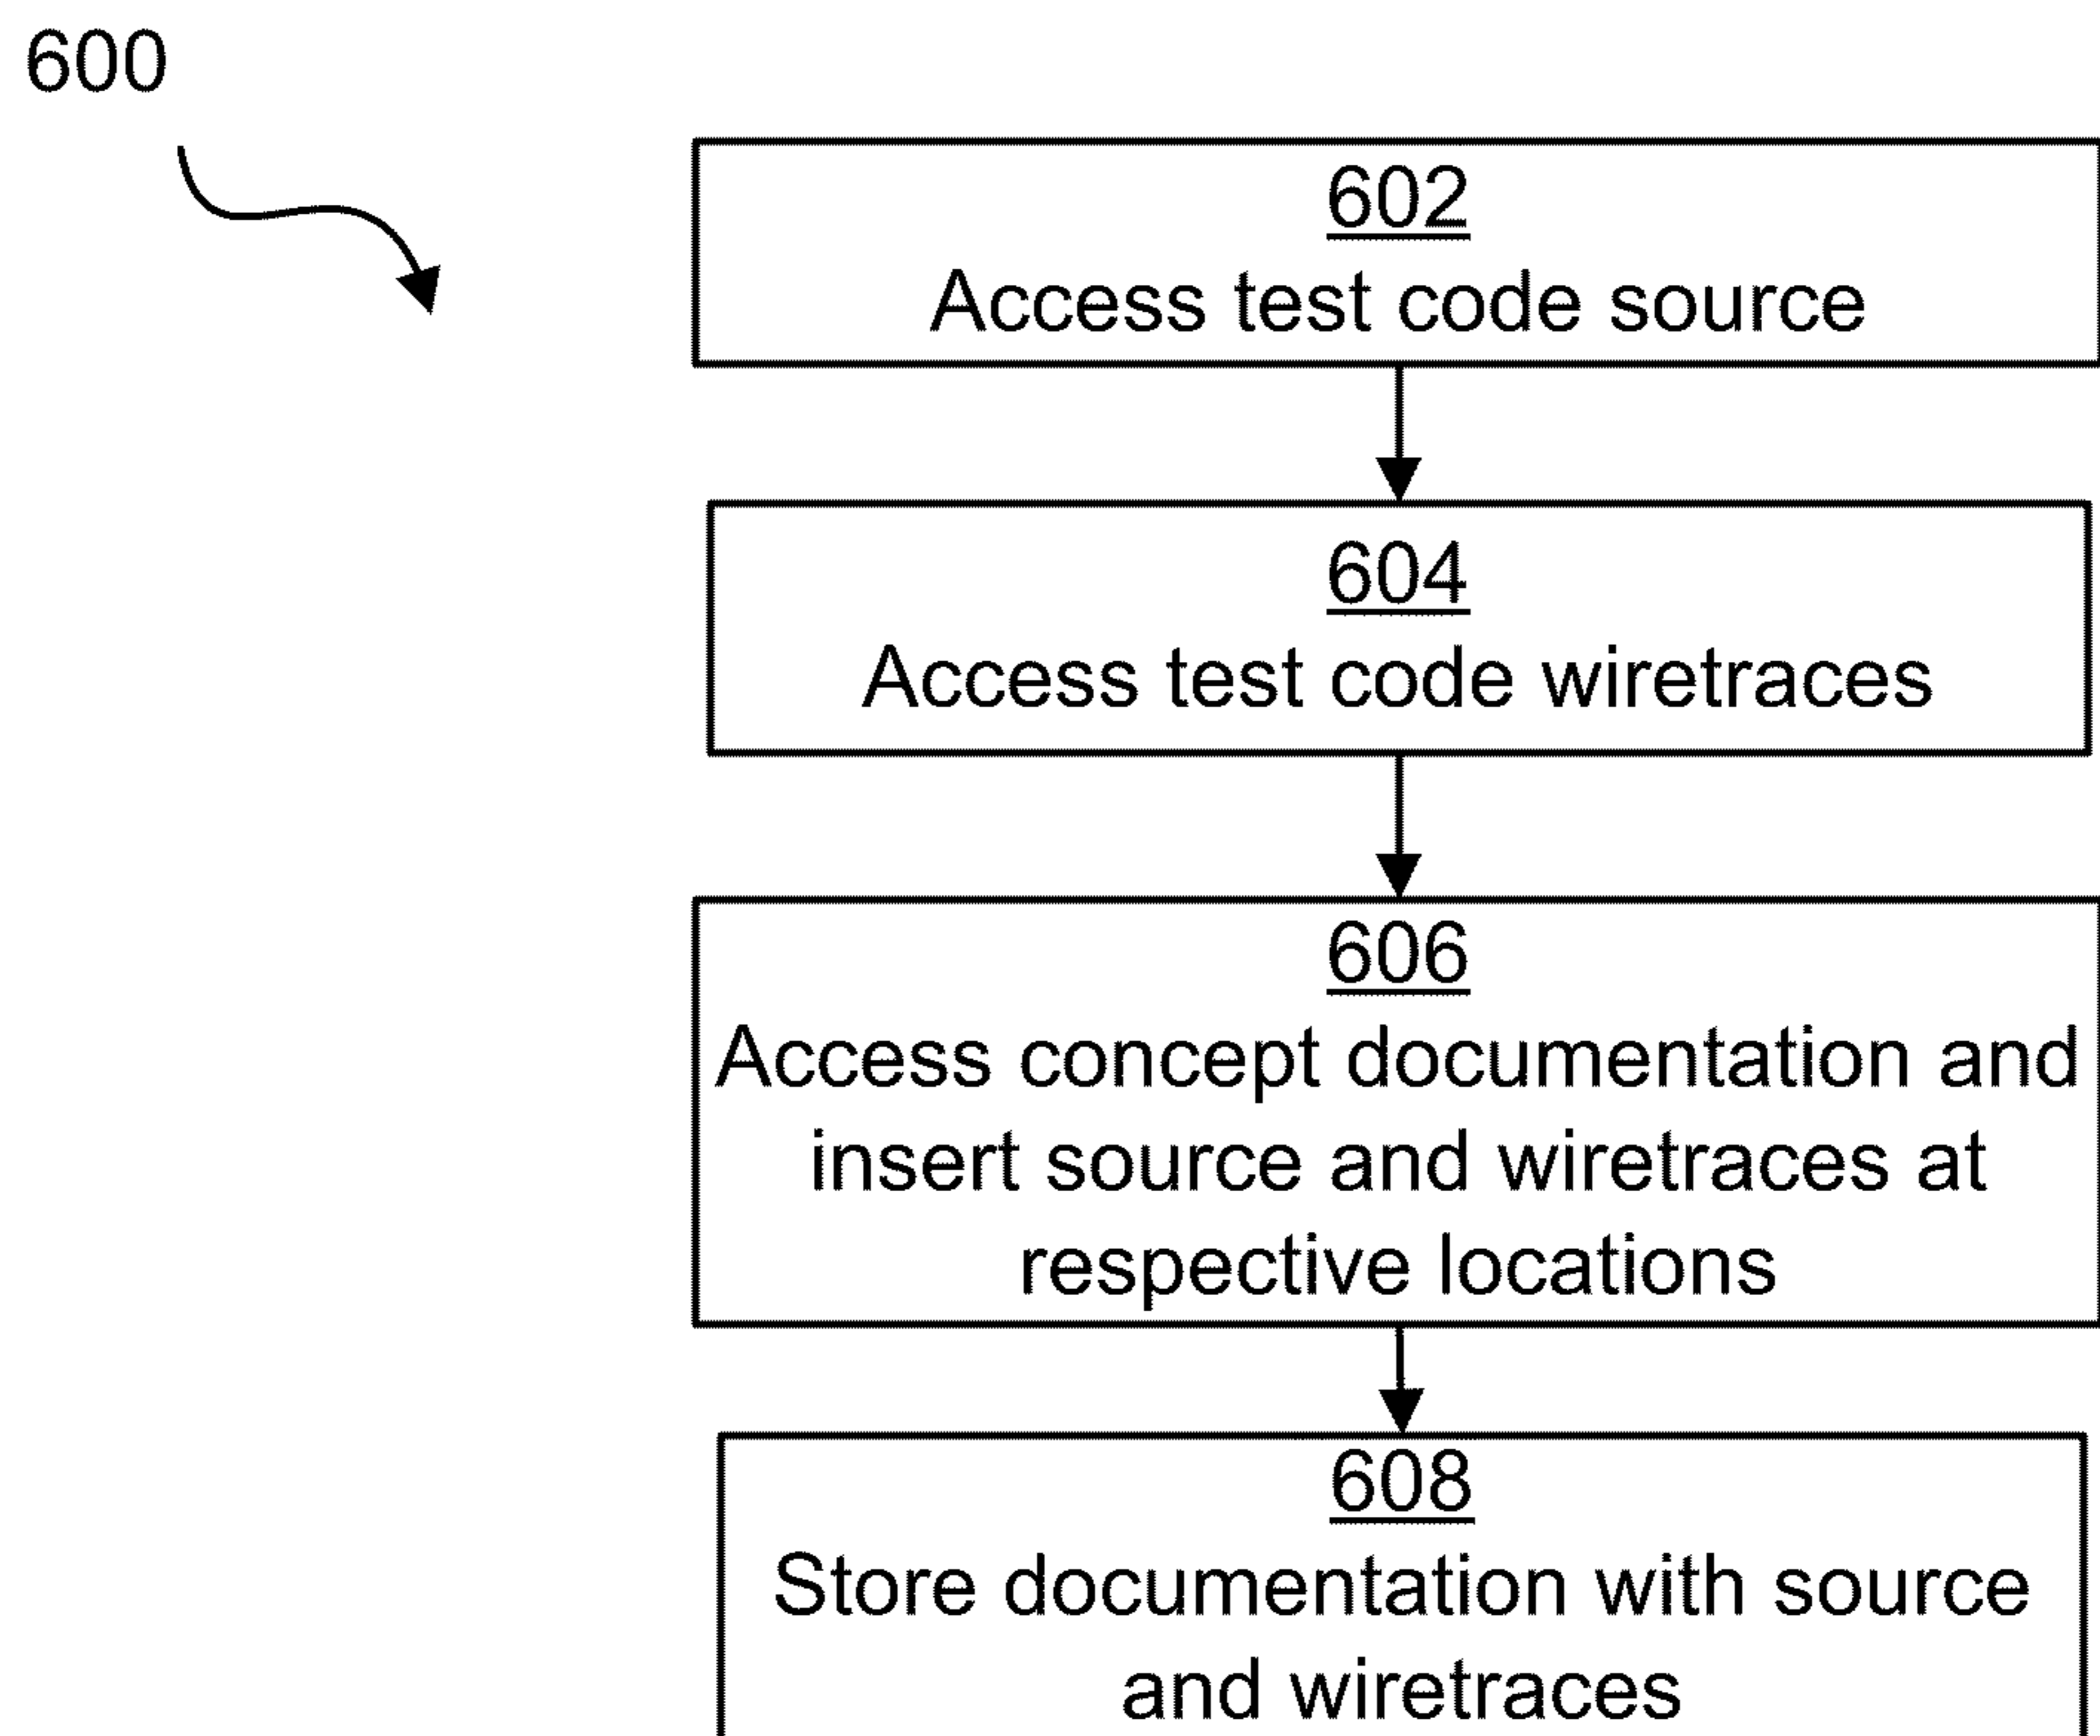 600
602
Access test code source
604
Access test code wiretraces
606
Access concept documentation and
insert source and wiretraces at
respective locations
608
Store documentation with source
and wiretraces